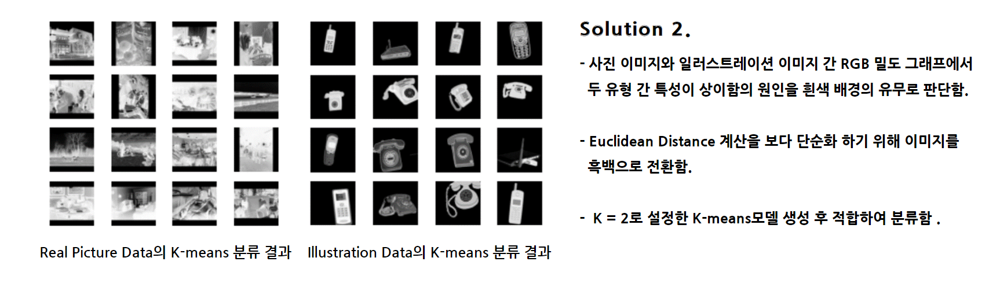 Solution 2.
- 사진 이미지와 일러스트레이션 이미지 간 RGB 밀도 그래프에서
두 유형 간 특성이 상이함의 원인을 흰색 배경의 유무로 판단함.
- Euclidean Distance 계산을 보다 단순화 하기 위해 이미지를
흑백으로 전환함.
- K = 2로 설정한 K-means모델 생성 후 적합하여 분류함 .
Real Picture Data의 K-means 분류 결과
Illustration Data의 K-means 분류 결과